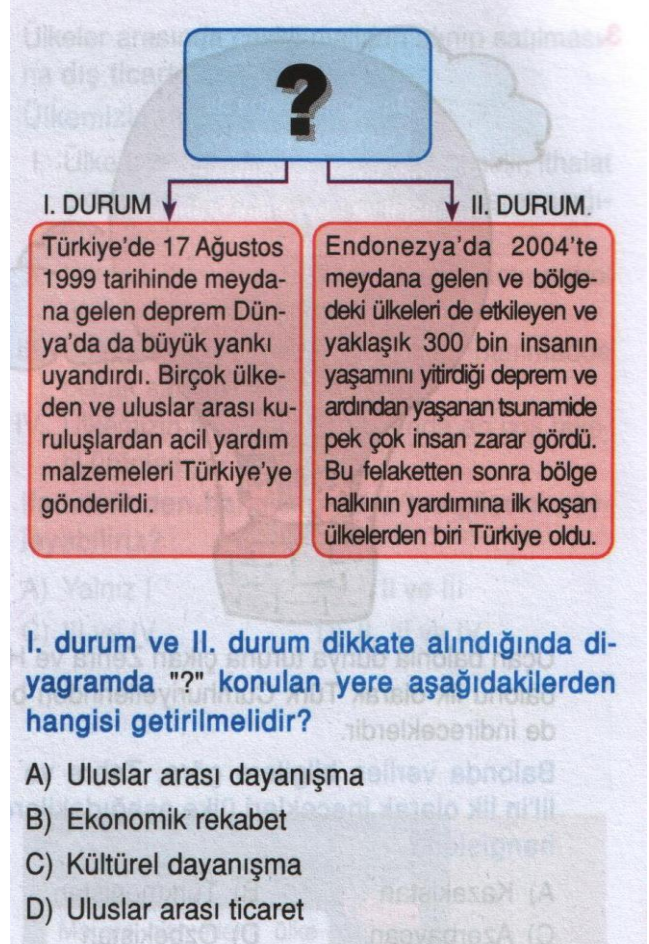 ?
I. DURUM
II. DURUM.
Türkiye'de 17 Ağustos
1999 tarihinde meyda-
na gelen deprem Dün-
ya'da da büyük yankı
uyandırdı. Birçok ülke-
den ve uluslar arası ku-
ruluşlardan acil yardım
malzemeleri Türkiye'ye
gönderildi.
Endonezya'da 2004'te
meydana gelen ve bölge-
deki ülkeleri de etkileyen ve
yaklaşık 300 bin insanın
yaşamını yitirdiği deprem ve
ardından yaşanan tsunamide
pek çok insan zarar gördü.
Bu felaketten sonra bölge
halkının yardımına ilk koşan
ülkelerden biri Türkiye oldu.
I. durum ve II. durum dikkate alındığında di-
yagramda "?" konulan yere aşağıdakilerden
hangisi getirilmelidir?
A) Uluslar arası dayanışma
B) Ekonomik rekabet
C) Kültürel dayanışma
D) Uluslar arası ticaret